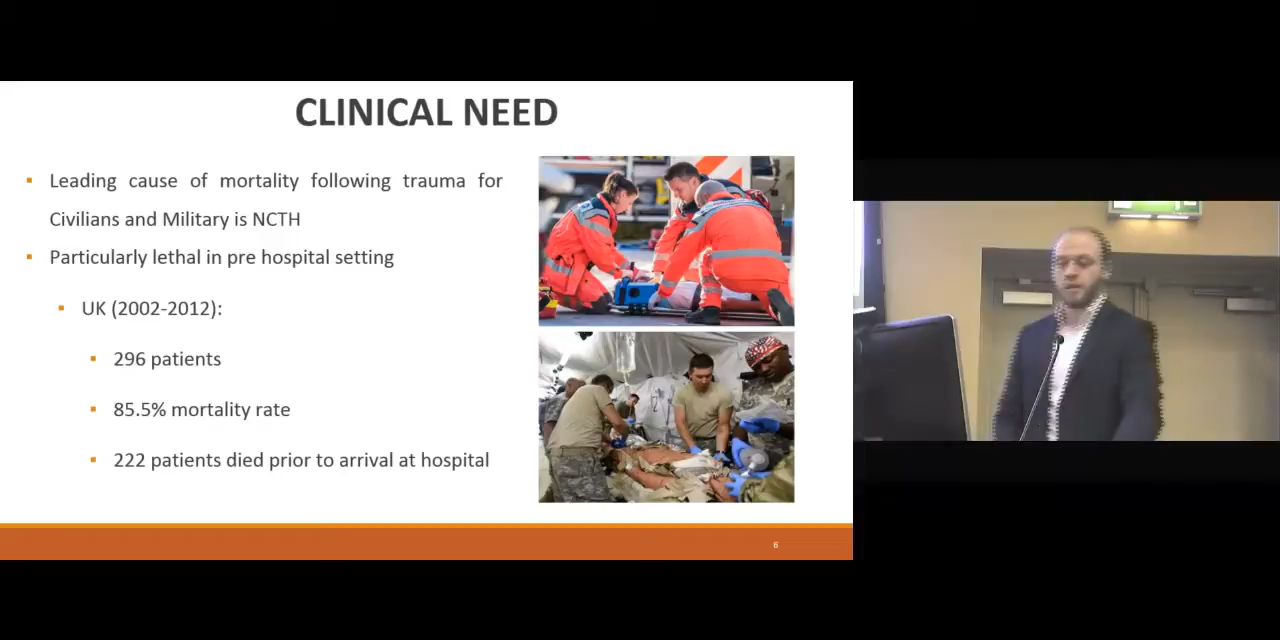 CLINICAL NEED
▪ Leading cause of mortality following trauma for
Civilians and Military is NCTH
▪ Particularly lethal in pre hospital setting
▪ UK (2002-2012):
▪ 296 patients
▪ 85.5% mortality rate
▪ 222 patients died prior to arrival at hospital
6